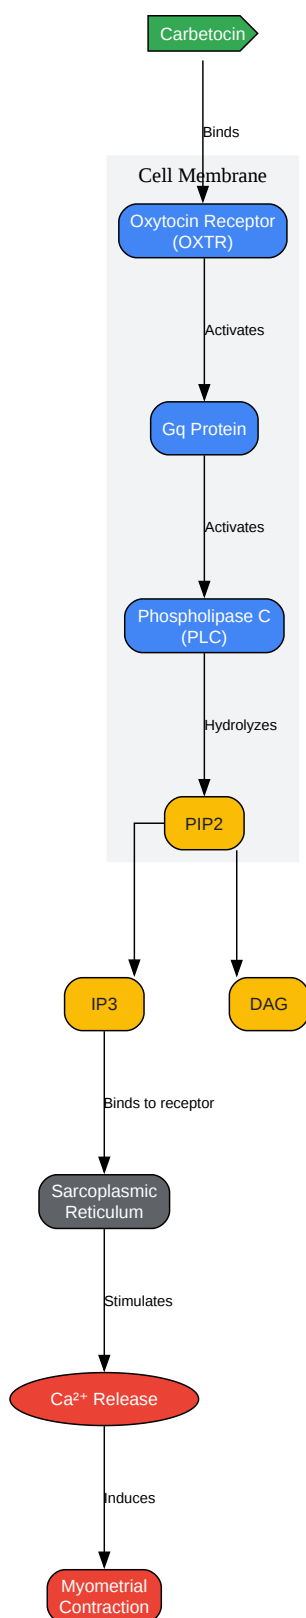 Carbetocin
Binds
Cell Membrane
Oxytocin Receptor
(OXTR)
Activates
Gq Protein
Activates
Phospholipase C
(PLC)
Hydrolyzes
PIP2
IP3
DAG
Binds to receptor
Sarcoplasmic
Reticulum
Stimulates
Ca²⁺ Release
Induces
Myometrial
Contraction